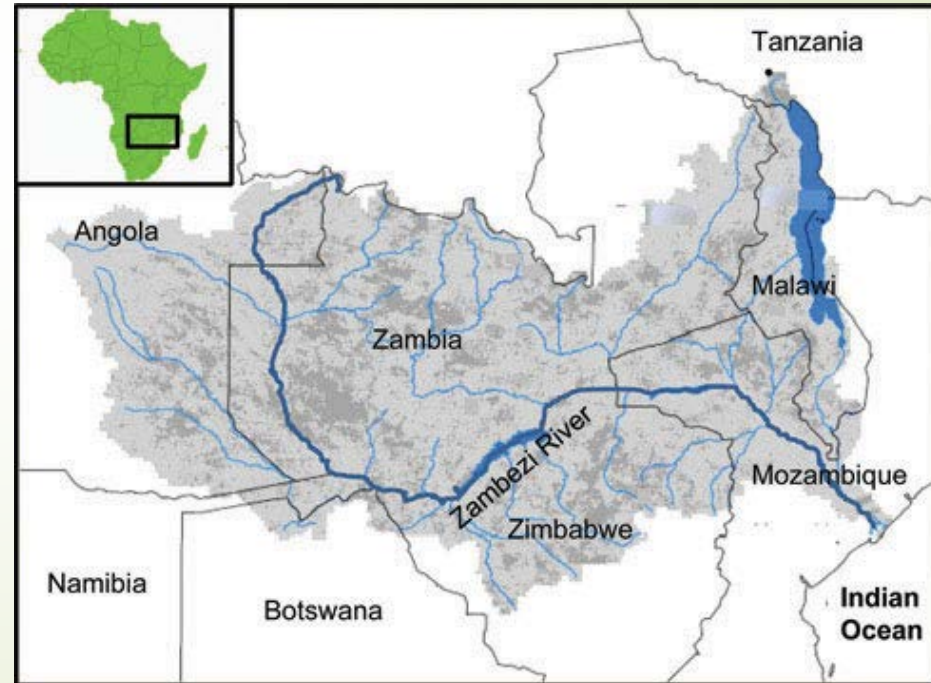 Tanzania
Angola
Malawi
Zambia
Zambezi River
Mozambique
Zimbabwe
Namibia
Botswana
Indian
Ocean